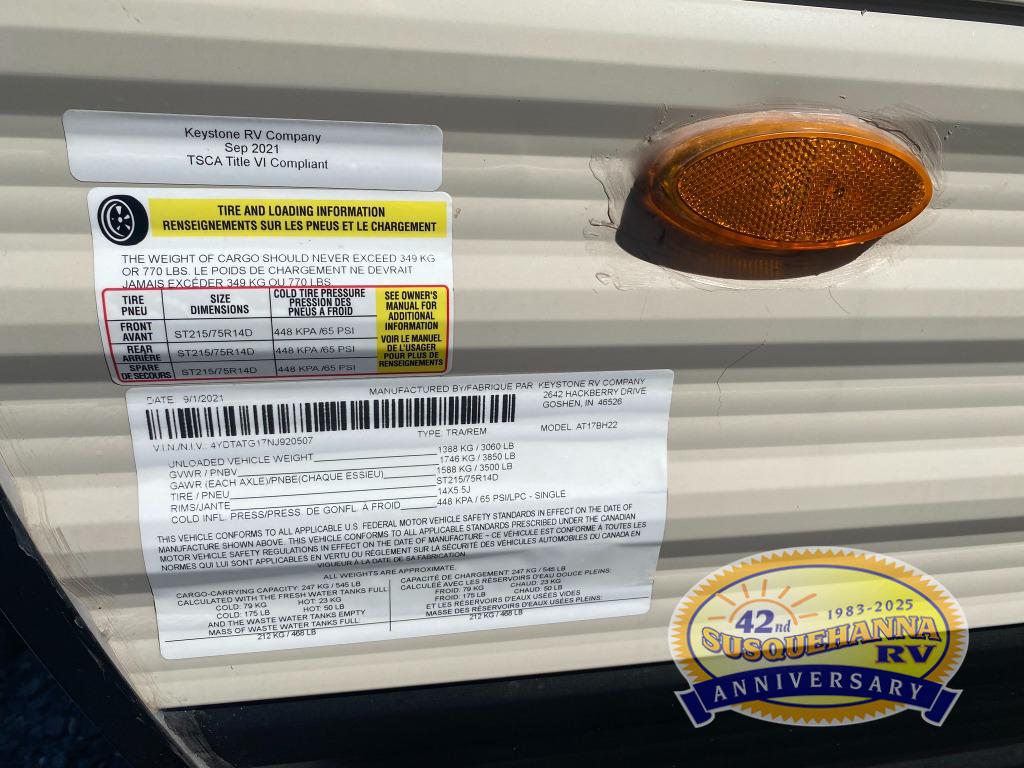 Keystone RV Company
Sep 2021
TSCA Title VI Compliant
TIRE AND LOADING INFORMATION
RENSEIGNEMENTS SUR LES PNEUS ET LE CHARGEMENT
THE WEIGHT OF CARGO SHOULD NEVER EXCEED 349 KG
OR 770 LBS. LE POIDS DE CHARGEMENT NE DEVRAIT
JAMAIS EXCÉDER 349 KG OU 770 LBS.
TIRE PNEU SIZE DIMENSIONS COLD TIRE PRESSURE PRESSION DES PNEUS A FROID
FRONT AVANT ST215/75R14D 448 KPA /65 PSI
REAR ARRIÈRE ST215/75R14D 448 KPA /65 PSI
SPARE DE SECOURS ST215/75R14D 448 KPA /65 PSI
SEE OWNER'S
MANUAL FOR
ADDITIONAL
INFORMATION
VOIR LE MANUEL
DE L'USAGER
POUR PLUS DE
RENSEIGNEMENTS
DATE 9/1/2021 MANUFACTURED BY/FABRIQUE PAR KEYSTONE RV COMPANY
2642 HACKBERRY DRIVE
GOSHEN, IN 46526
V.I.N./N.I.V.: 4YDTATG17NJ920507 TYPE: TRA/REM MODEL: AT17BH22
UNLOADED VEHICLE WEIGHT 1388 KG / 3060 LB
GVWR / PNBV 1746 KG / 3850 LB
GAWR (EACH AXLE)/PNBE(CHAQUE ESSIEU) 1588 KG / 3500 LB
TIRE / PNEU ST215/75R14D
RIMS/JANTE 14X5.5J
COLD INFL. PRESS/PRESS. DE GONFL. A FROID 448 KPA / 65 PSI/LPC - SINGLE
THIS VEHICLE CONFORMS TO ALL APPLICABLE U.S. FEDERAL MOTOR VEHICLE SAFETY STANDARDS IN EFFECT ON THE DATE OF
MANUFACTURE SHOWN ABOVE. THIS VEHICLE CONFORMS TO ALL APPLICABLE STANDARDS PRESCRIBED UNDER THE CANADIAN
MOTOR VEHICLE SAFETY REGULATIONS IN EFFECT ON THE DATE OF MANUFACTURE ~ CE VÉHICULE EST CONFORME À TOUTES LES
NORMES QUI LUI SONT APPLICABLES EN VERTU DU RÈGLEMENT SUR LA SÉCURITÉ DES VÉHICULES AUTOMOBILES DU CANADA EN
VIGUEUR À LA DATE DE SA FABRICATION
ALL WEIGHTS ARE APPROXIMATE.
CARGO-CARRYING CAPACITY: 247 KG / 545 LB
CALCULATED WITH THE FRESH WATER TANKS FULL
COLD: 79 KG HOT: 23 KG
COLD: 175 LB HOT: 50 LB
AND THE WASTE WATER TANKS EMPTY
MASS OF WASTE WATER TANKS FULL:
212 KG / 468 LB
CAPACITÉ DE CHARGEMENT: 247 KG / 545 LB
CALCULÉE AVEC LES RÉSERVOIRS D'EAU DOUCE PLEINS:
FROID: 79 KG CHAUD: 23 KG
FROID: 175 LB CHAUD: 50 LB
ET LES RÉSERVOIRS D'EAUX USÉES VIDES
MASSE DES RÉSERVOIRS D'EAUX USÉES PLEINS:
212 KG / 468 LB
42nd 1983-2025
SUSQUEHANNA
RV
ANNIVERSARY